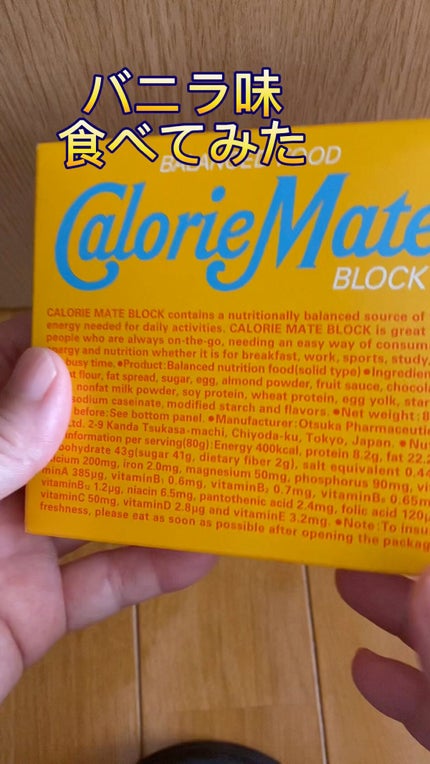 バニラ味
食べてみた
BALANCED FOOD
CalorieMate
BLOCK
CALORIE MATE BLOCK contains a nutritionally balanced source of
energy needed for daily activities. CALORIE MATE BLOCK is great
people who are always on-the-go, needing an easy way of consum
energy and nutrition whether it is for breakfast, work, sports, study,
busy time. ●Product:Balanced nutrition food(solid type) ●Ingredien
flour, fat spread, sugar, egg, almond powder, fruit sauce, chocola
nonfat milk powder, soy protein, wheat protein, egg yolk, star
sodium caseinate, modified starch and flavors. ●Net weight:8
before:See bottom panel. ●Manufacturer:Otsuka Pharmaceutic
td. 2-9 Kanda Tsukasa-machi, Chiyoda-ku, Tokyo, Japan. ●Nu
information per serving(80g):Energy 400kcal, protein 8.2g, fat 22.
bohydrate 43g(sugar 41g, dietary fiber 2g), salt equivalent 0.44
cium 200mg, iron 2.0mg, magnesium 50mg, phosphorus 90mg, vit
minA 385μg, vitaminB₁ 0.6mg, vitaminB₂ 0.7mg, vitaminB₆ 0.65m
vitaminB₁₂ 1.2μg, niacin 6.5mg, pantothenic acid 2.4mg, folic acid 120μ
vitaminC 50mg, vitaminD 2.8μg and vitaminE 3.2mg. ●Note:To insu
freshness, please eat as soon as possible after opening the packag